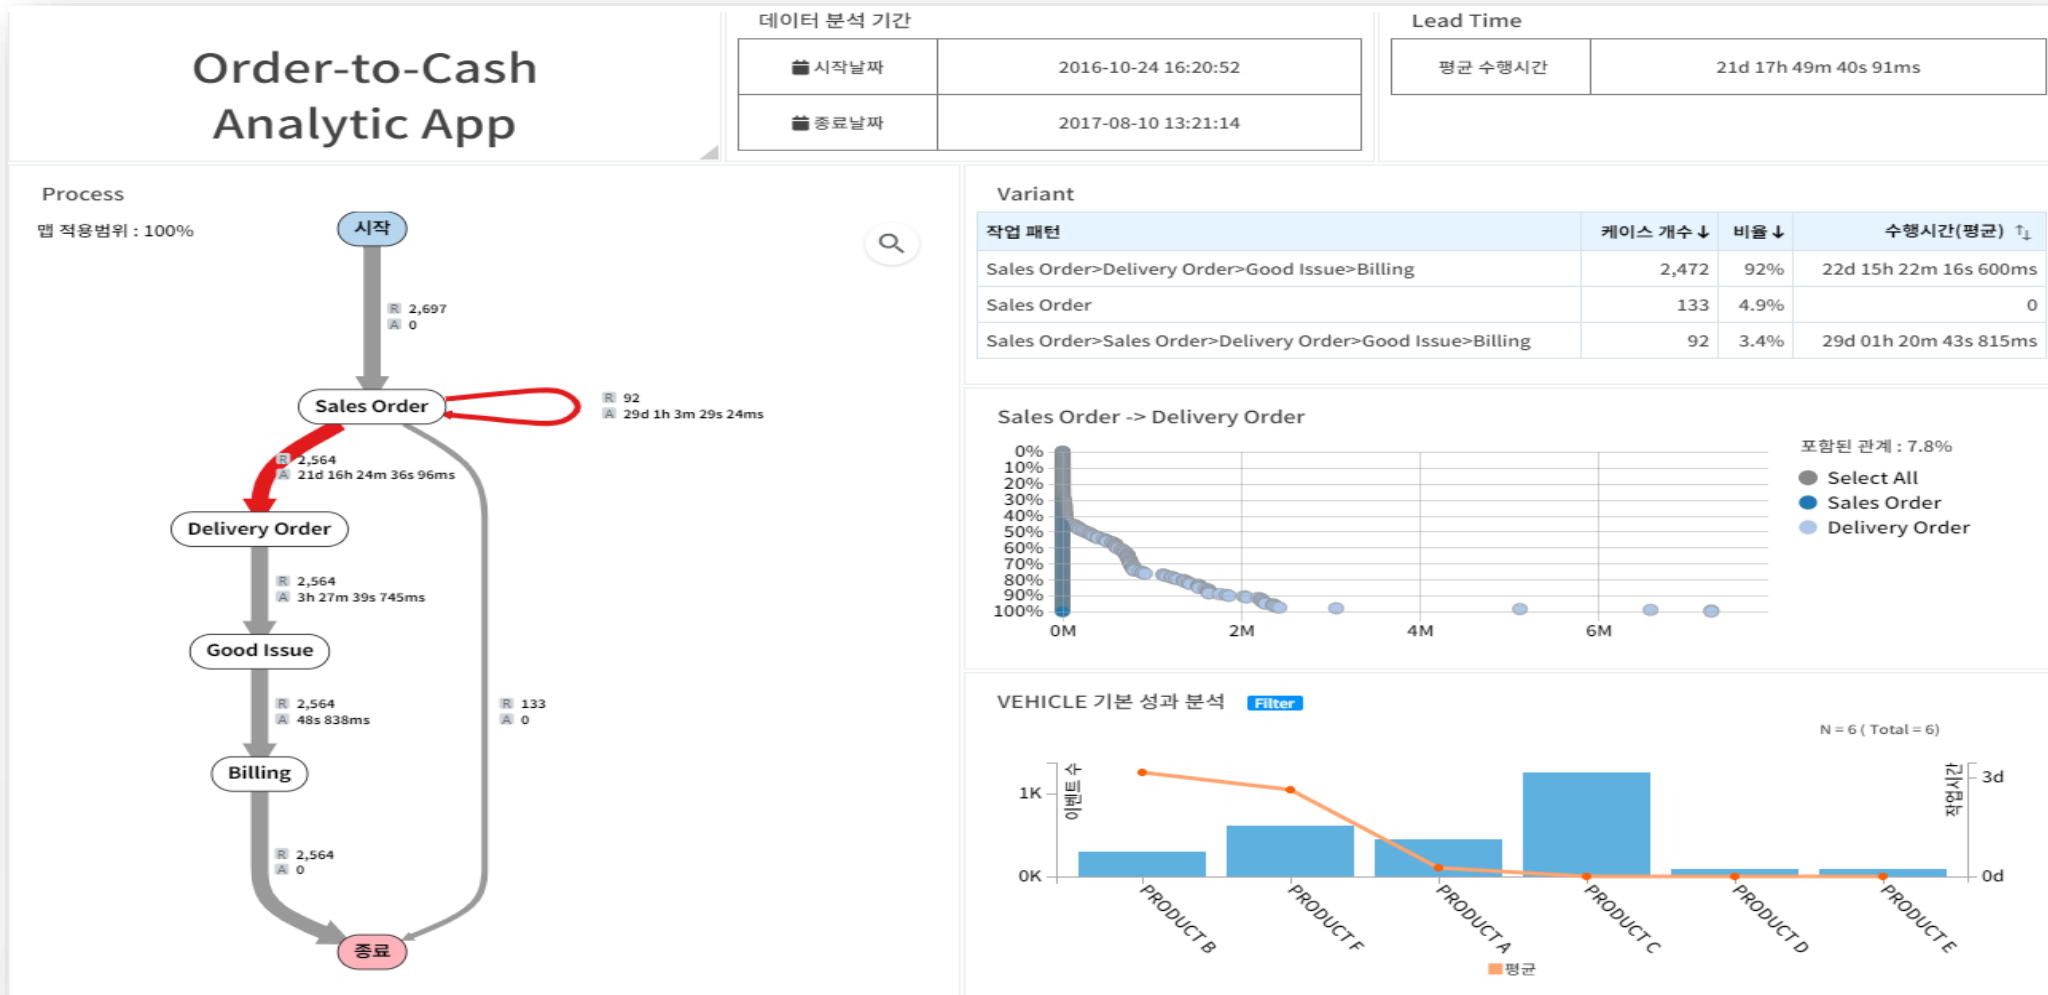 Order-to-Cash
Analytic App
데이터 분석 기간
시작날짜 2016-10-24 16:20:52
종료날짜 2017-08-10 13:21:14
Lead Time
평균 수행시간 21d 17h 49m 40s 91ms
Process
맵 적용범위 : 100%
시작
R 2,697
A 0
Sales Order
R 92
A 29d 1h 3m 29s 24ms
R 2,564
A 21d 16h 24m 36s 96ms
Delivery Order
R 2,564
A 3h 27m 39s 745ms
Good Issue
R 2,564
A 48s 838ms
R 133
A 0
Billing
R 2,564
A 0
종료
Variant
작업 패턴 케이스 개수↓ 비율↓ 수행시간(평균) ↑↓
Sales Order>Delivery Order>Good Issue>Billing 2,472 92% 22d 15h 22m 16s 600ms
Sales Order 133 4.9% 0
Sales Order>Sales Order>Delivery Order>Good Issue>Billing 92 3.4% 29d 01h 20m 43s 815ms
Sales Order -> Delivery Order
0%
10%
20%
30%
40%
50%
60%
70%
80%
90%
100%
0M 2M 4M 6M
포함된 관계 : 7.8%
Select All
Sales Order
Delivery Order
VEHICLE 기본 성과 분석 Filter
N = 6 ( Total = 6)
이벤트 수
1K
0K
작업시간
3d
0d
PRODUCT B
PRODUCT F
PRODUCT A
PRODUCT C
PRODUCT D
PRODUCT E
평균